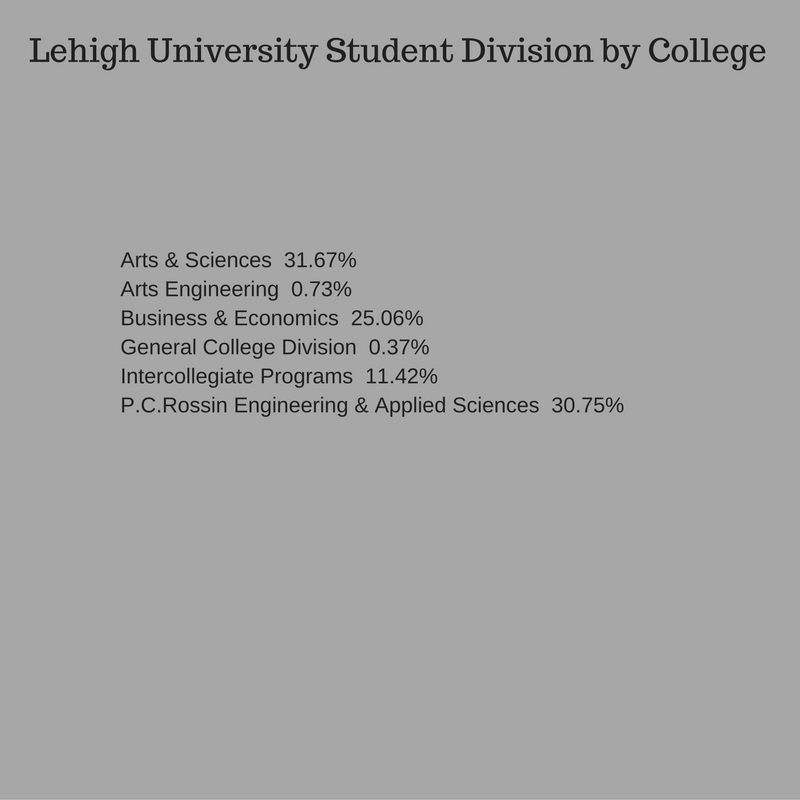 Lehigh University Student Division by College
Arts & Sciences 31.67%
Arts Engineering 0.73%
Business & Economics 25.06%
General College Division 0.37%
Intercollegiate Programs 11.42%
P.C.Rossin Engineering & Applied Sciences 30.75%